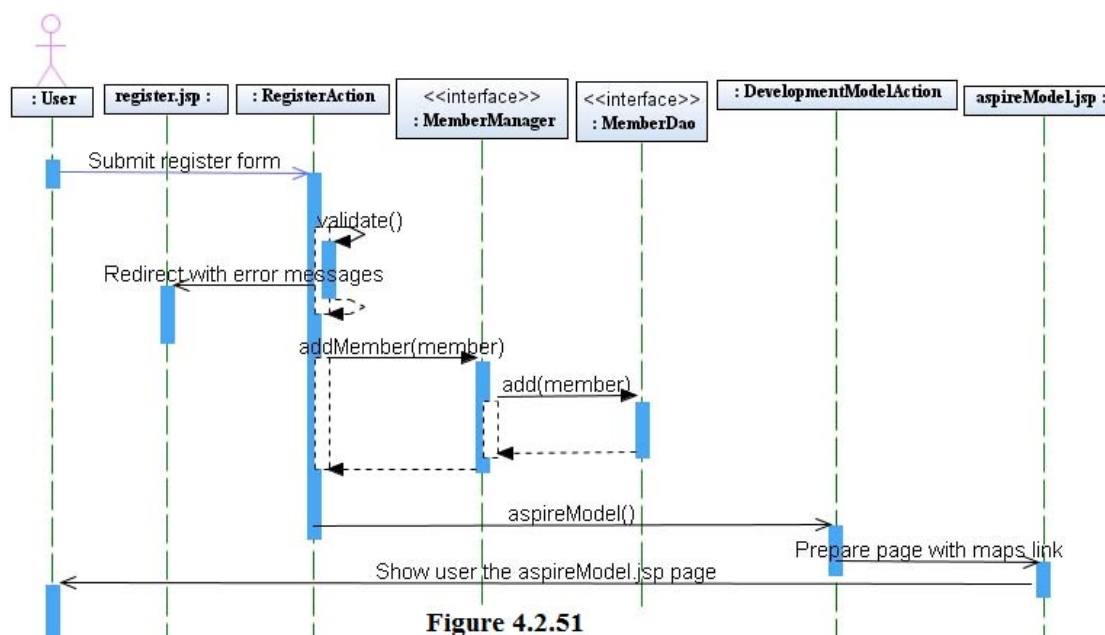 : User
register.jsp :
: RegisterAction
<<interface>>
: MemberManager
<<interface>>
: MemberDao
: DevelopmentModelAction
aspireModel.jsp :
Submit register form
validate()
Redirect with error messages
addMember(member)
add(member)
aspireModel()
Prepare page with maps link
Show user the aspireModel.jsp page
Figure 4.2.51